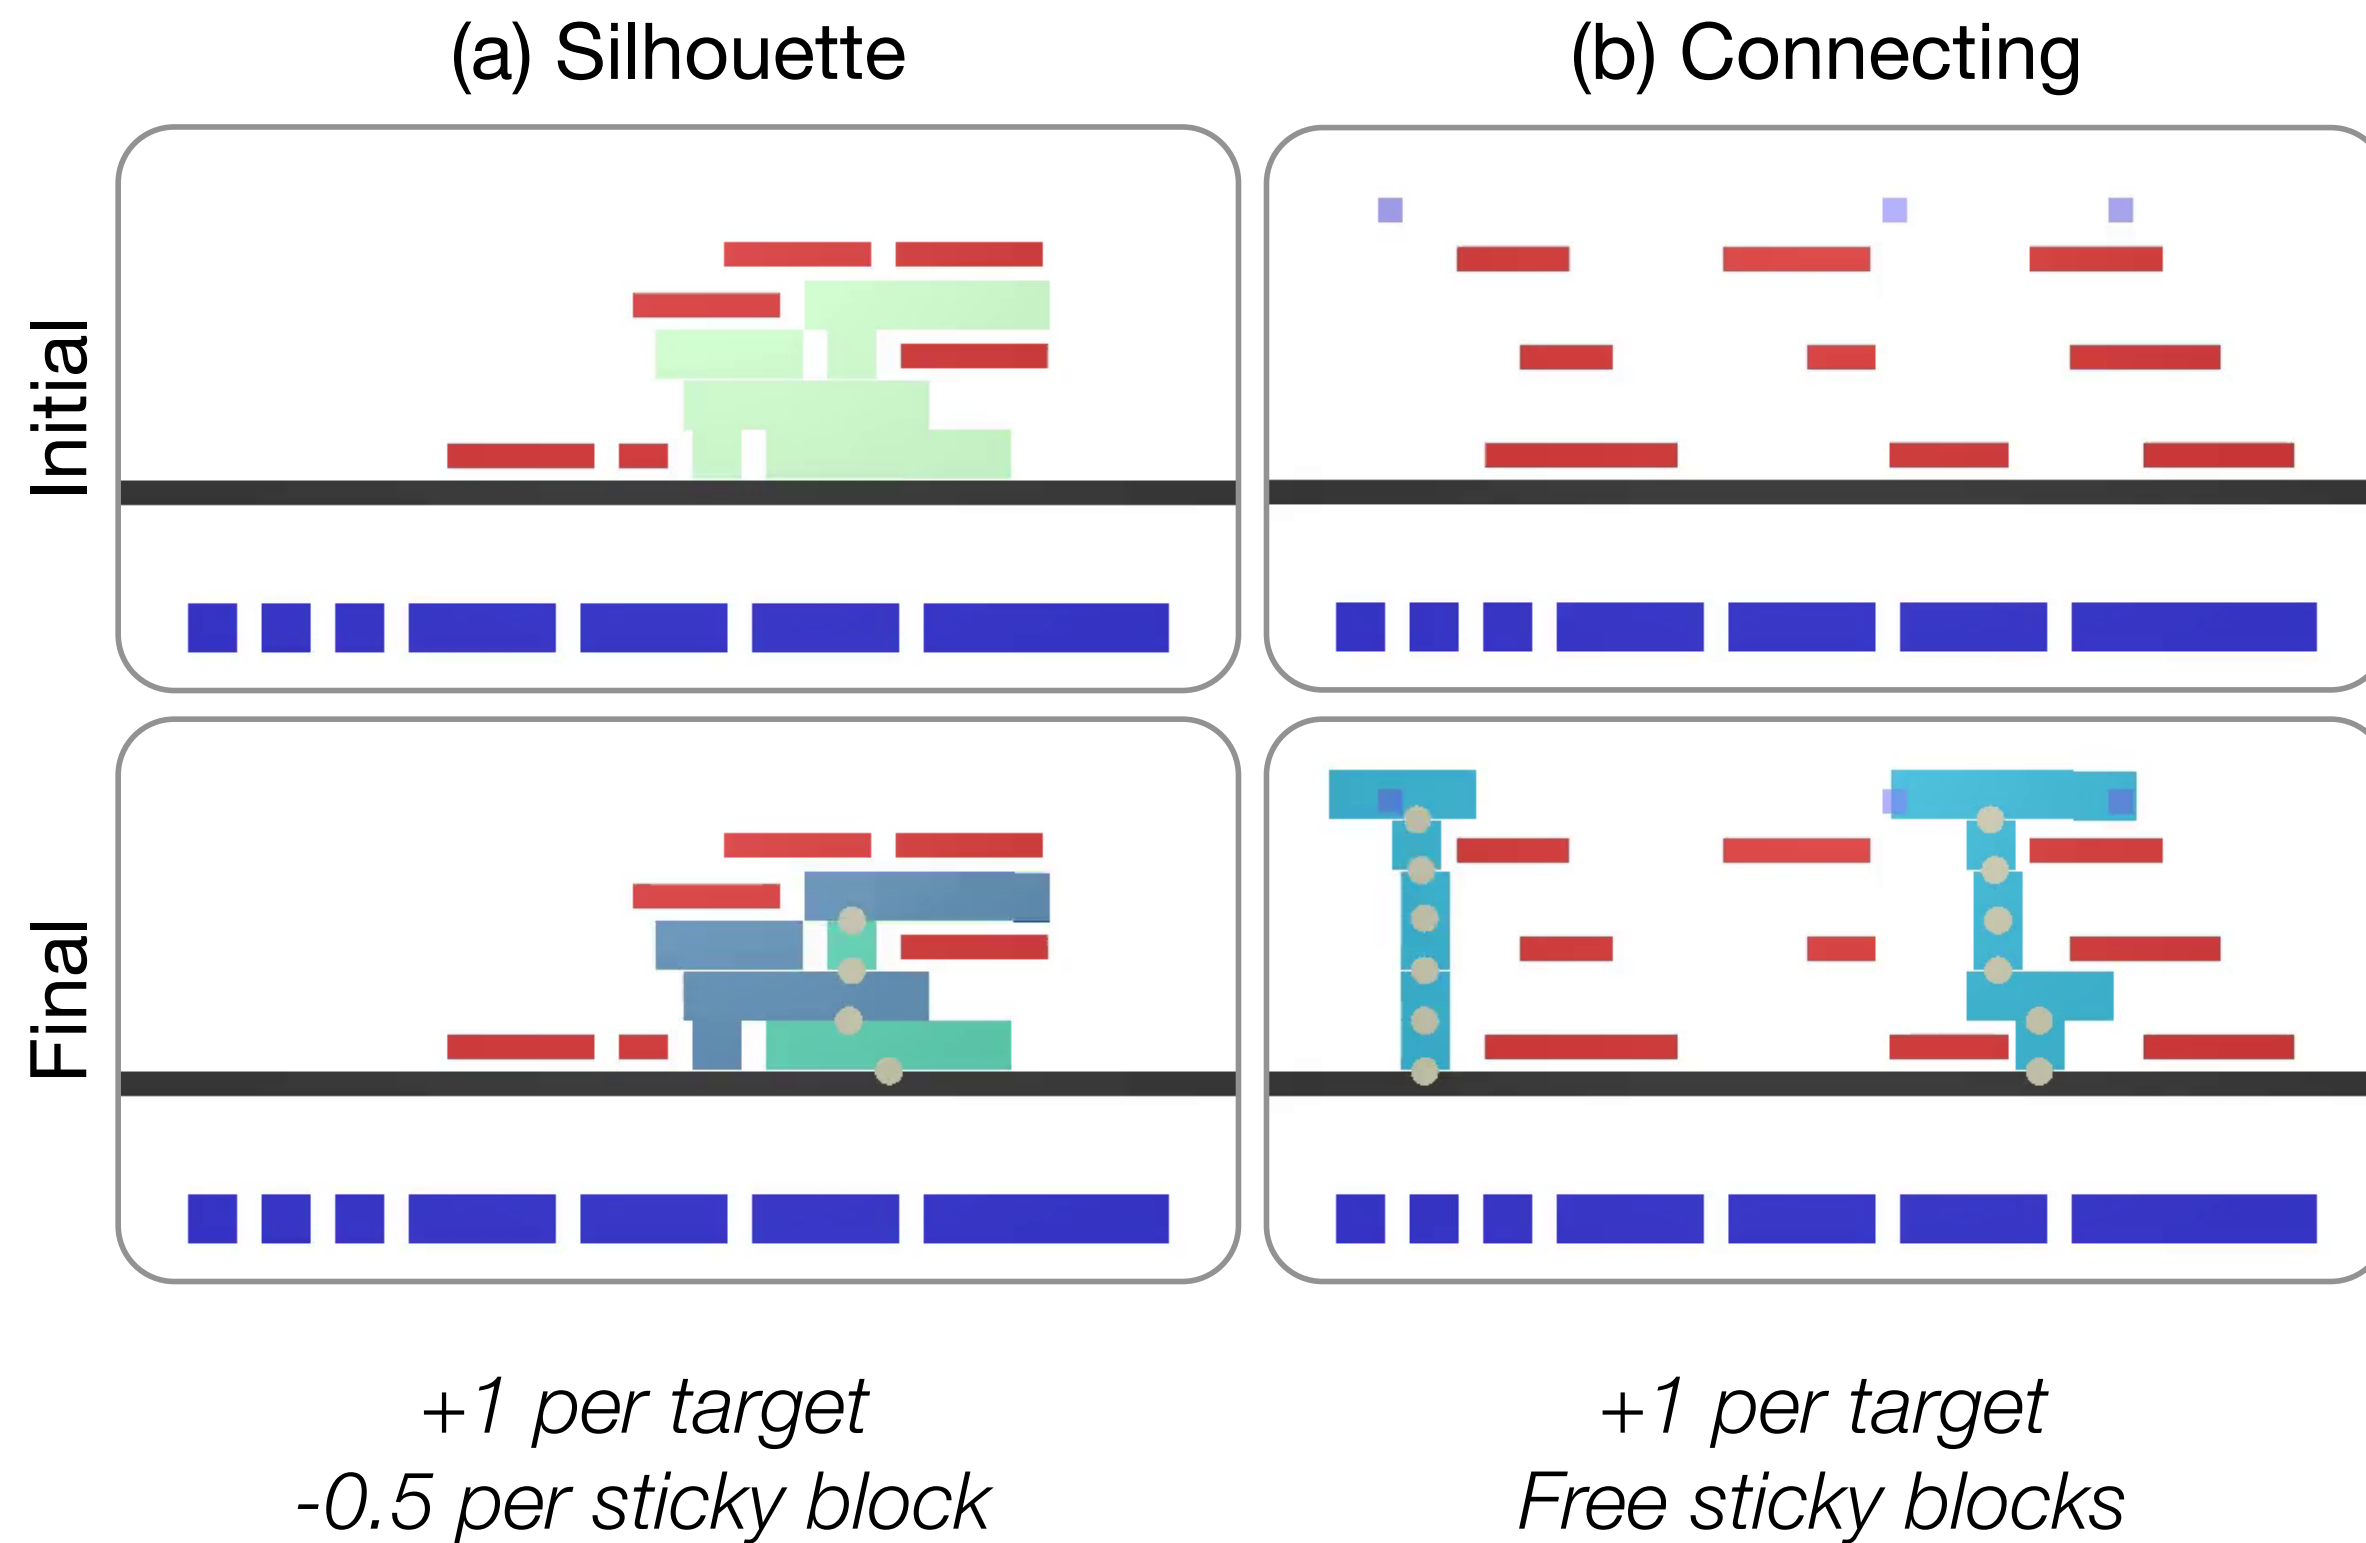 (a) Silhouette
(b) Connecting
Initial
Final
+1 per target
-0.5 per sticky block
+1 per target
Free sticky blocks